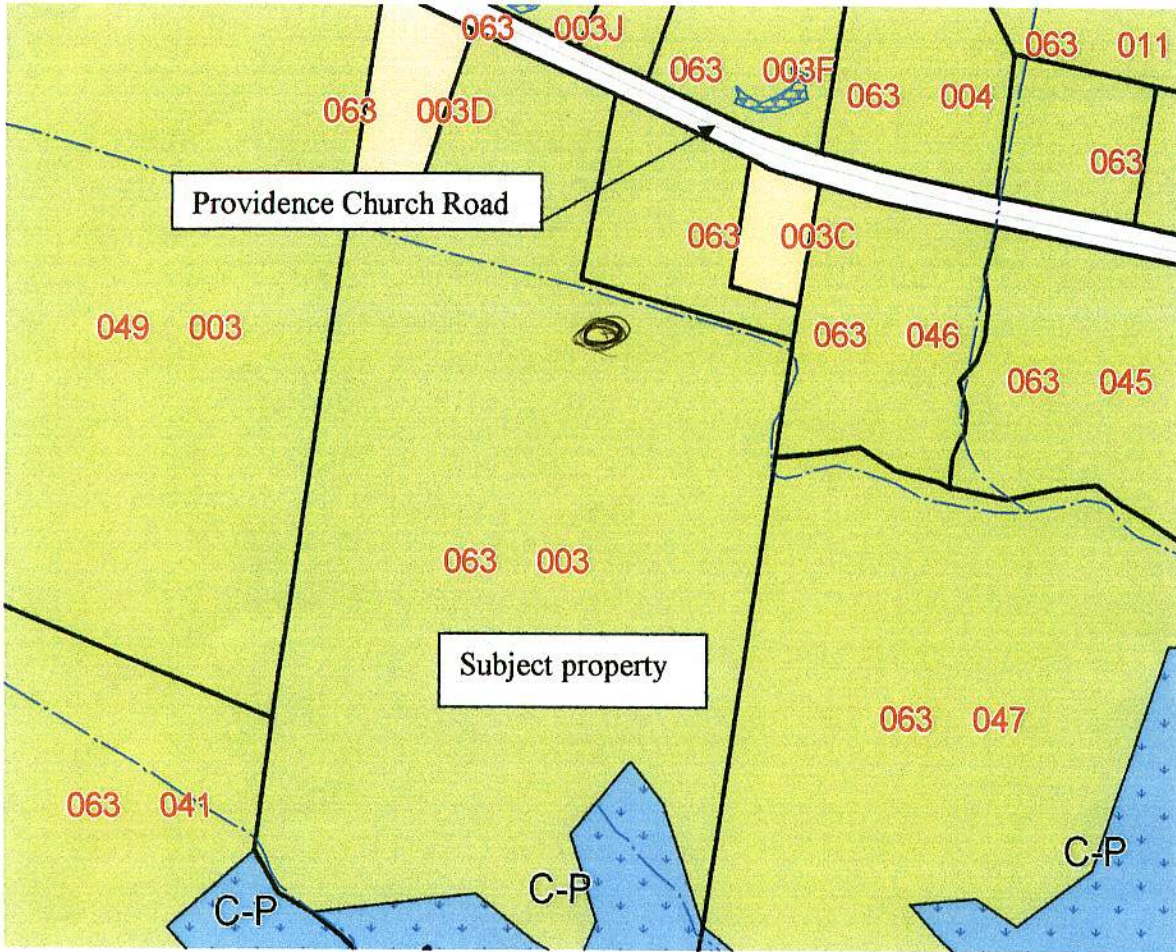 063 003J
063 011
063 003F
063 004
063 003D
063
Providence Church Road
063 003C
049 003
063 046
063 045
063 003
Subject property
063 047
063 041
C-P
C-P
C-P